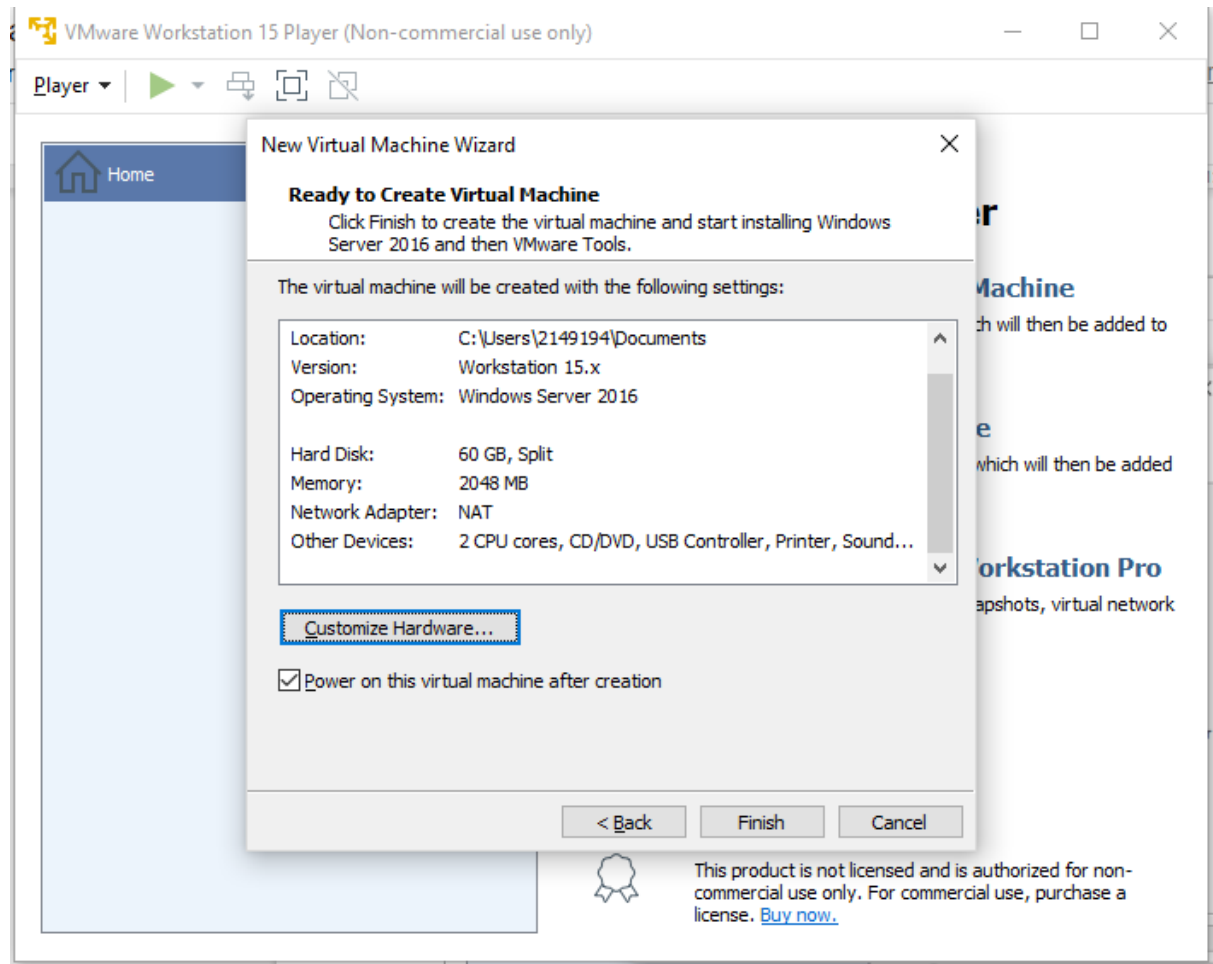 VMware Workstation 15 Player (Non-commercial use only)
Player
Home
New Virtual Machine Wizard
Ready to Create Virtual Machine
Click Finish to create the virtual machine and start installing Windows
Server 2016 and then VMware Tools.
The virtual machine will be created with the following settings:
Location: C:\Users\2149194\Documents
Version: Workstation 15.x
Operating System: Windows Server 2016
Hard Disk: 60 GB, Split
Memory: 2048 MB
Network Adapter: NAT
Other Devices: 2 CPU cores, CD/DVD, USB Controller, Printer, Sound...
Customize Hardware...
Power on this virtual machine after creation
< Back
Finish
Cancel
Machine
will then be added to
which will then be added
Workstation Pro
virtual network
This product is not licensed and is authorized for non-
commercial use only. For commercial use, purchase a
license. Buy now.